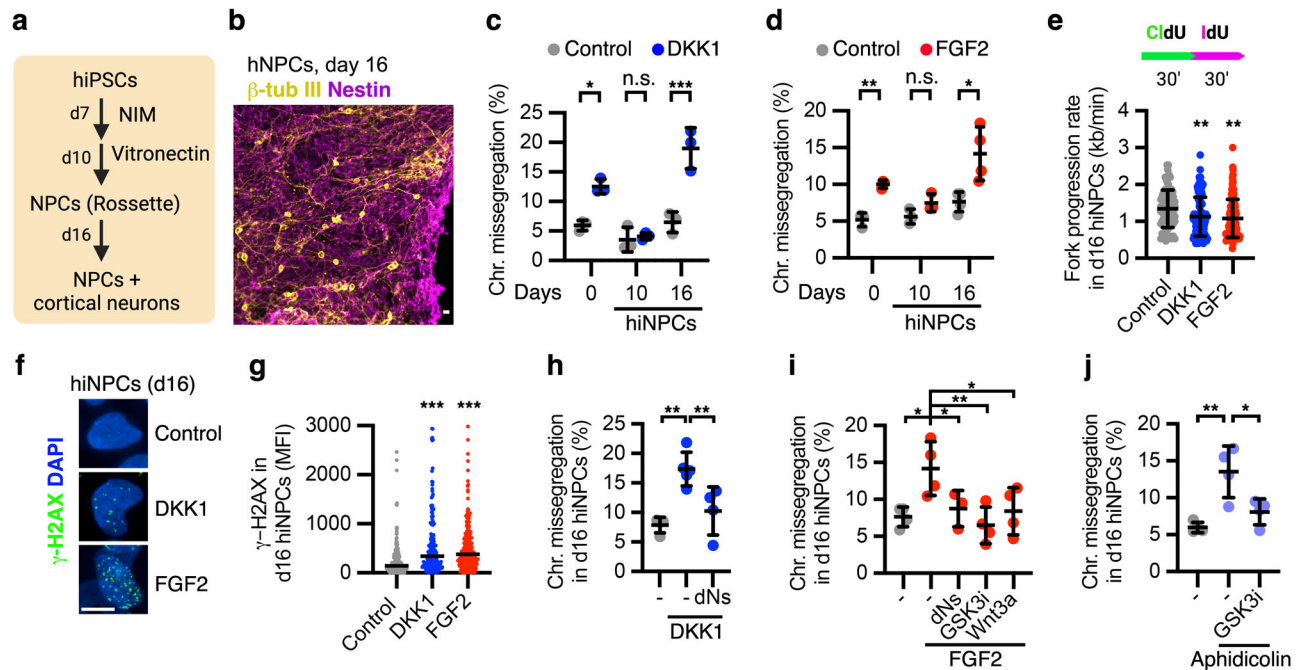 a
hiPSCs
d7
NIM
d10
Vitronectin
NPCs (Rossette)
d16
NPCs +
cortical neurons
b
hNPCs, day 16
β-tub III Nestin
c
Control
DKK1
*
n.s.
***
Chr. missegregation (%)
25
20
15
10
5
0
Days
0
10
16
hiNPCs
d
Control
FGF2
**
n.s.
*
Chr. missegregation (%)
20
15
10
5
0
Days
0
10
16
hiNPCs
e
CldU
IdU
30'
30'
Fork progression rate
in d16 hiNPCs (kb/min)
4
3
2
1
0
**
**
Control
DKK1
FGF2
f
hiNPCs (d16)
γ-H2AX DAPI
Control
DKK1
FGF2
g
γ-H2AX in
d16 hiNPCs (MFI)
3000
2000
1000
0
***
***
Control
DKK1
FGF2
h
Chr. missegregation
in d16 hiNPCs (%)
25
20
15
10
5
0
**
**
-
-
dNs
DKK1
i
Chr. missegregation
in d16 hiNPCs (%)
20
15
10
5
0
*
**
*
*
-
-
dNs
GSK3i
Wnt3a
FGF2
j
Chr. missegregation
in d16 hiNPCs (%)
20
15
10
5
0
**
*
-
-
GSK3i
Aphidicolin